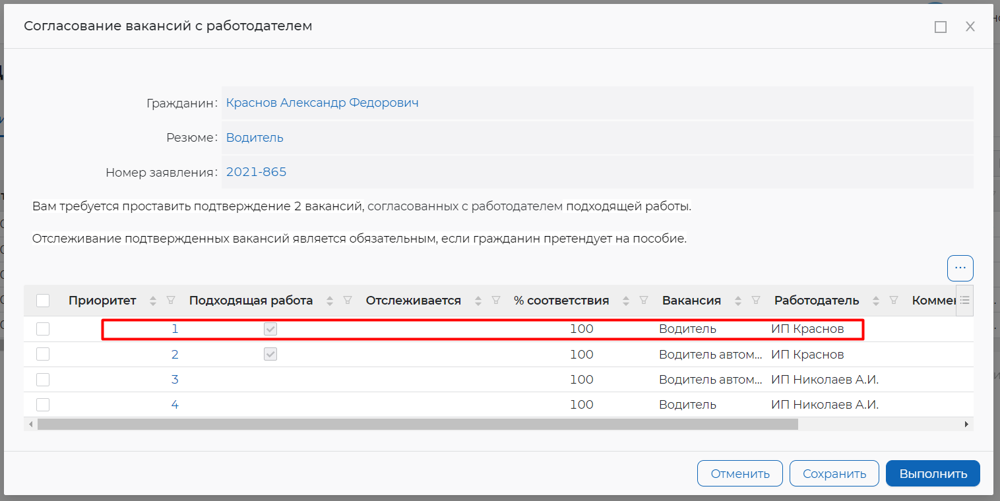 Согласование вакансий с работодателем
Гражданин: Краснов Александр Федорович
Резюме: Водитель
Номер заявления: 2021-865
Вам требуется проставить подтверждение 2 вакансий, согласованных с работодателем подходящей работы.
Отслеживание подтвержденных вакансий является обязательным, если гражданин претендует на пособие.
...
Приоритет Подходящая работа Отслеживается % соответствия Вакансия Работодатель Коммен
1 100 Водитель ИП Краснов
2 100 Водитель автом... ИП Краснов
3 100 Водитель автом... ИП Николаев А.И.
4 100 Водитель ИП Николаев А.И.
Отменить Сохранить Выполнить